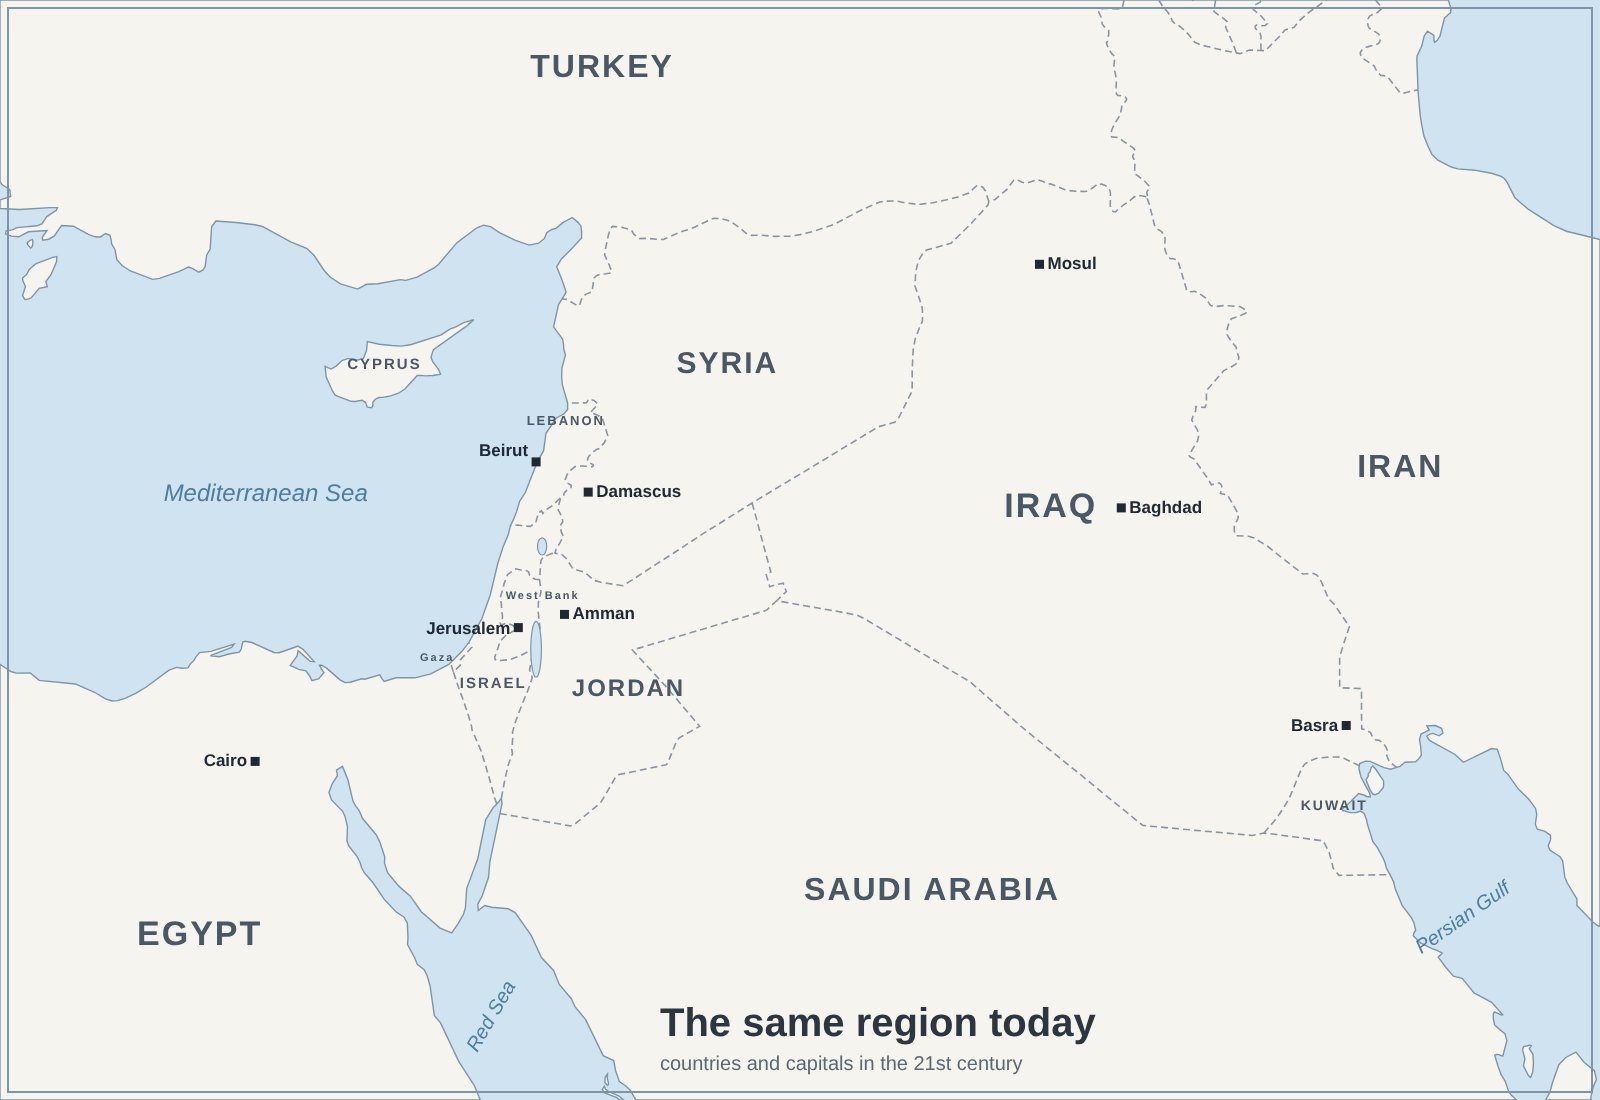 TURKEY
Mosul
SYRIA
CYPRUS
LEBANON
Beirut
IRAN
Damascus
Mediterranean Sea
IRAQ
Baghdad
West Bank
Amman
Jerusalem
Gaza
ISRAEL
JORDAN
Basra
Cairo
KUWAIT
SAUDI ARABIA
Persian Gulf
EGYPT
Red Sea
The same region today
countries and capitals in the 21st century